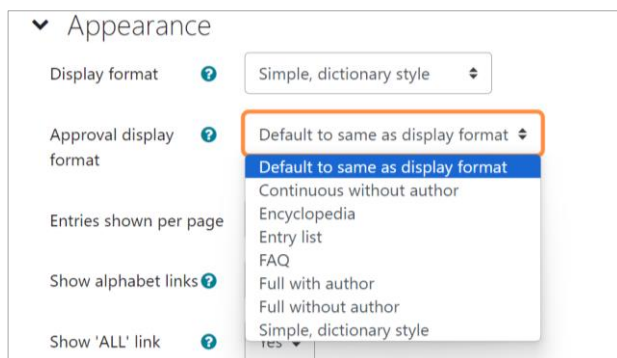 Appearance
Display format
Simple, dictionary style
Approval display format
Default to same as display format
Default to same as display format
Continuous without author
Encyclopedia
Entry list
FAQ
Full with author
Full without author
Simple, dictionary style
Entries shown per page
Show alphabet links
Show 'ALL' link
Yes